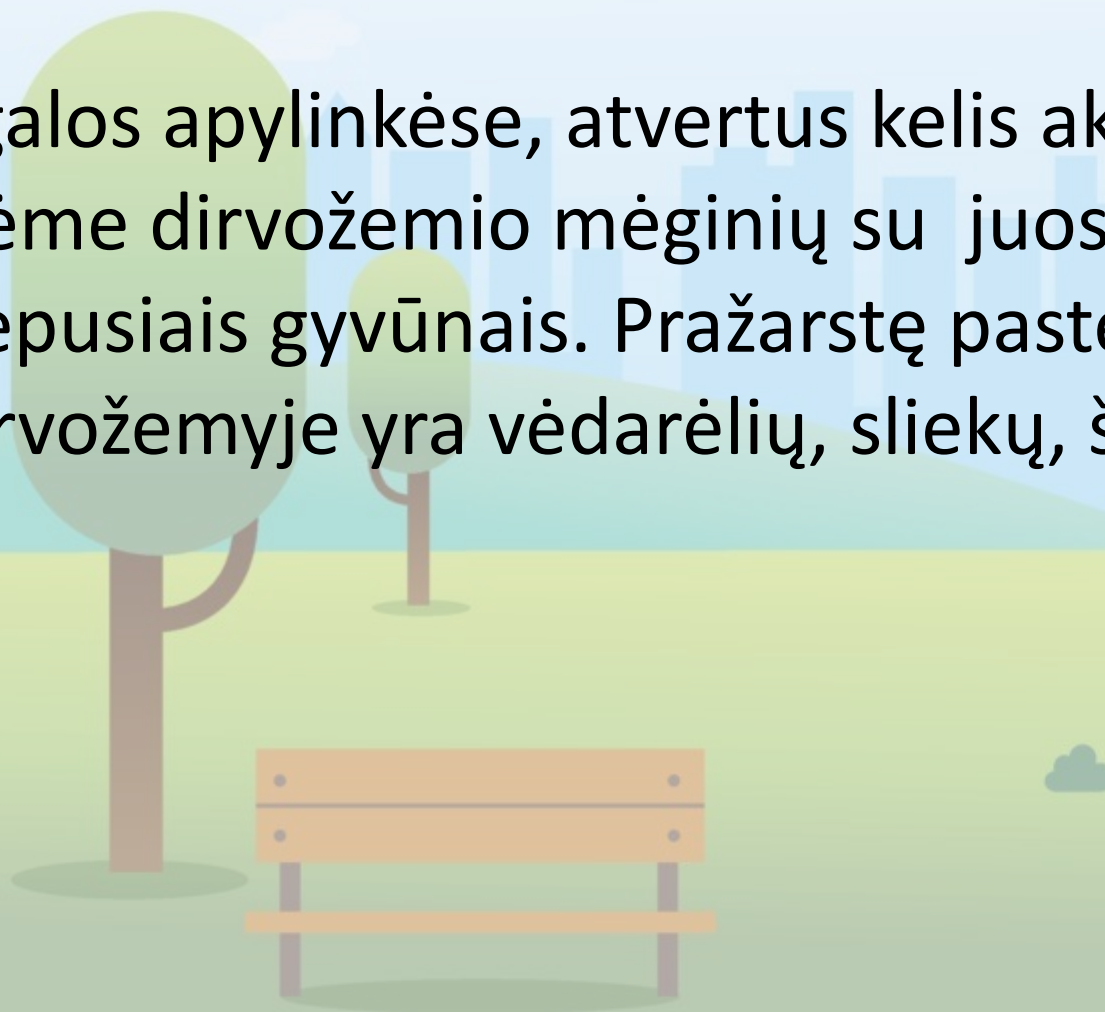 galos apylinkėse, atvertus kelis ak
ėme dirvožemio mėginių su juos
epusiais gyvūnais. Pražarstę paste
rvožemyje yra vėdarėlių, sliekų, š